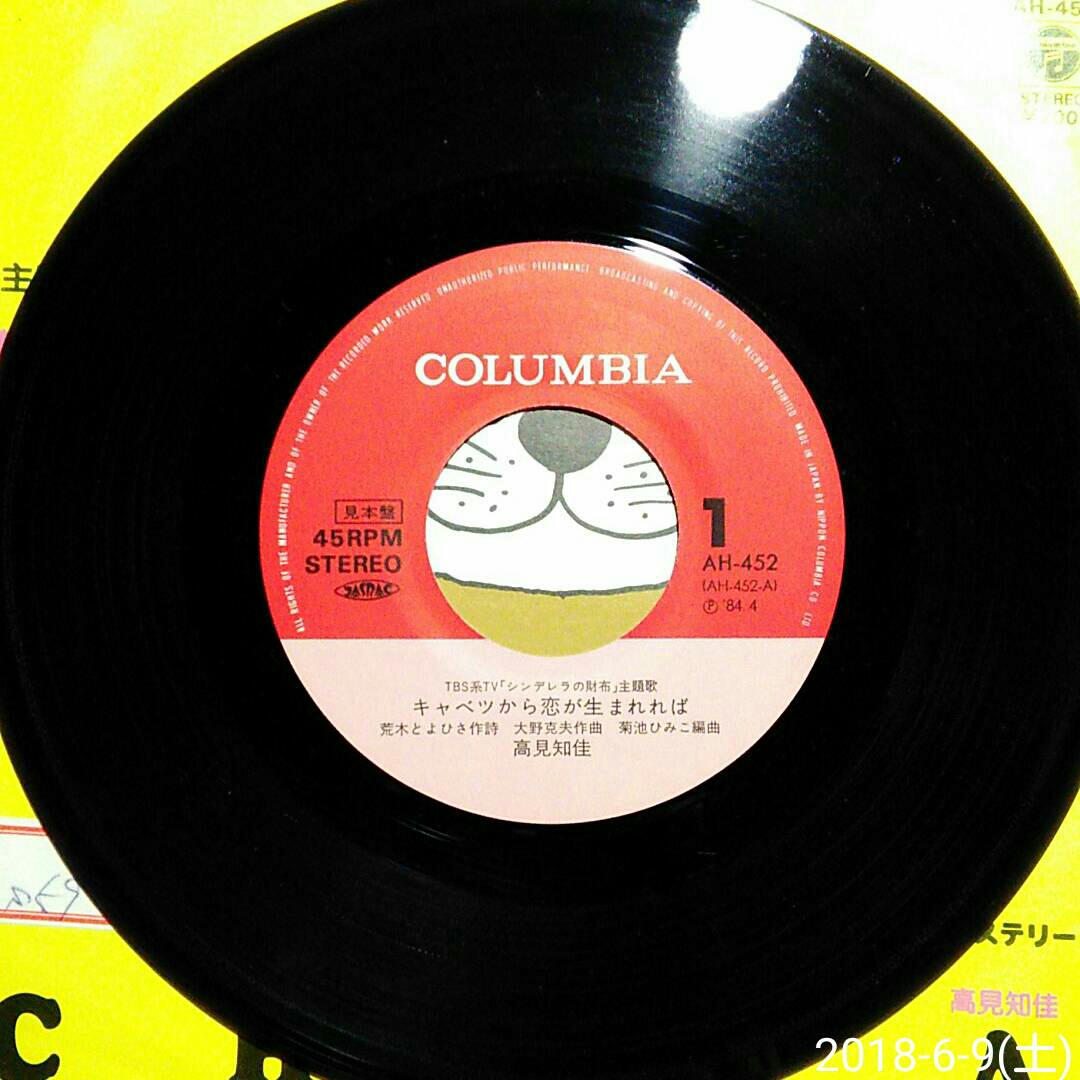 AH-45
STEREO
主
ALL RIGHTS OF THE MANUFACTURER AND OF THE OWNER OF THE RECORDED WORK RESERVED UNAUTHORIZED PUBLIC PERFORMANCE BROADCASTING AND COPYING OF THIS RECORD PROHIBITED MADE IN JAPAN BY NIPPON COLUMBIA CO. LTD.
COLUMBIA
見本盤
45RPM
STEREO
JASRAC
1
AH-452
(AH-452-A)
Ⓟ '84. 4
TBS系TV「シンデレラの財布」主題歌
キャベツから恋が生まれれば
荒木とよひさ作詩 大野克夫作曲 菊池ひみこ編曲
高見知佳
ステリー
高見知佳
C A
2018-6-9(土)